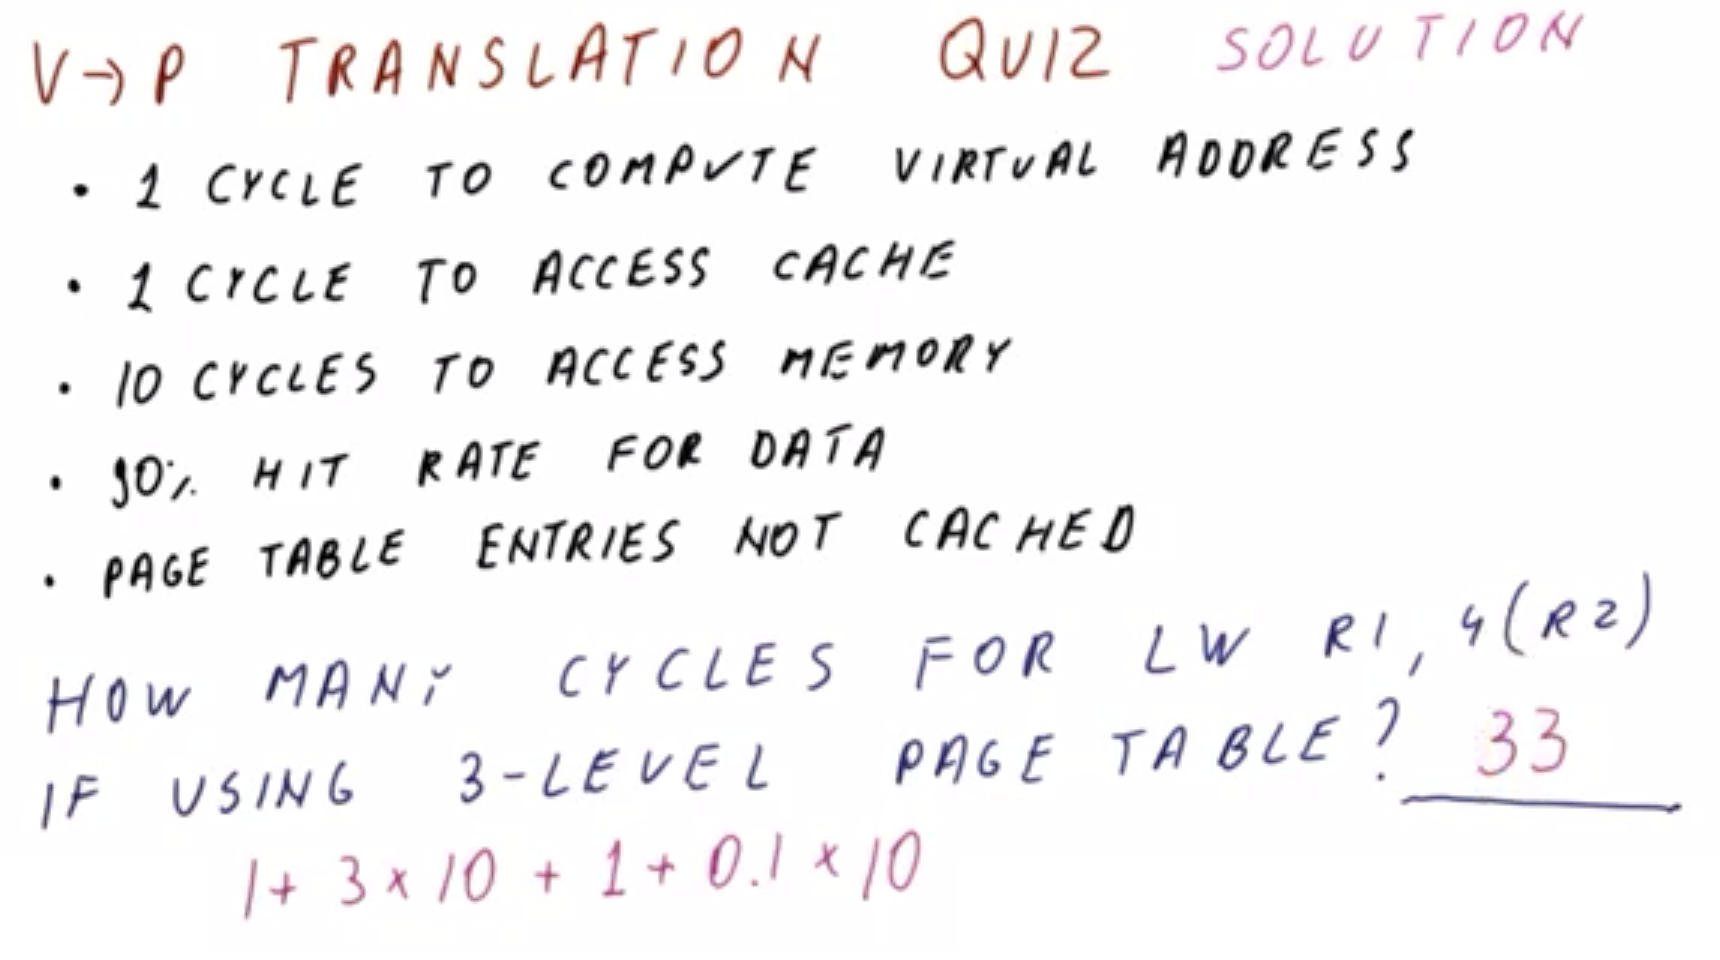 V→P TRANSLATION QUIZ SOLUTION
• 1 CYCLE TO COMPUTE VIRTUAL ADDRESS
• 1 CYCLE TO ACCESS CACHE
• 10 CYCLES TO ACCESS MEMORY
• 90% HIT RATE FOR DATA
• PAGE TABLE ENTRIES NOT CACHED
HOW MANY CYCLES FOR LW R1, 4(R2)
IF USING 3-LEVEL PAGE TABLE? 33
1+ 3×10 + 1 + 0.1×10